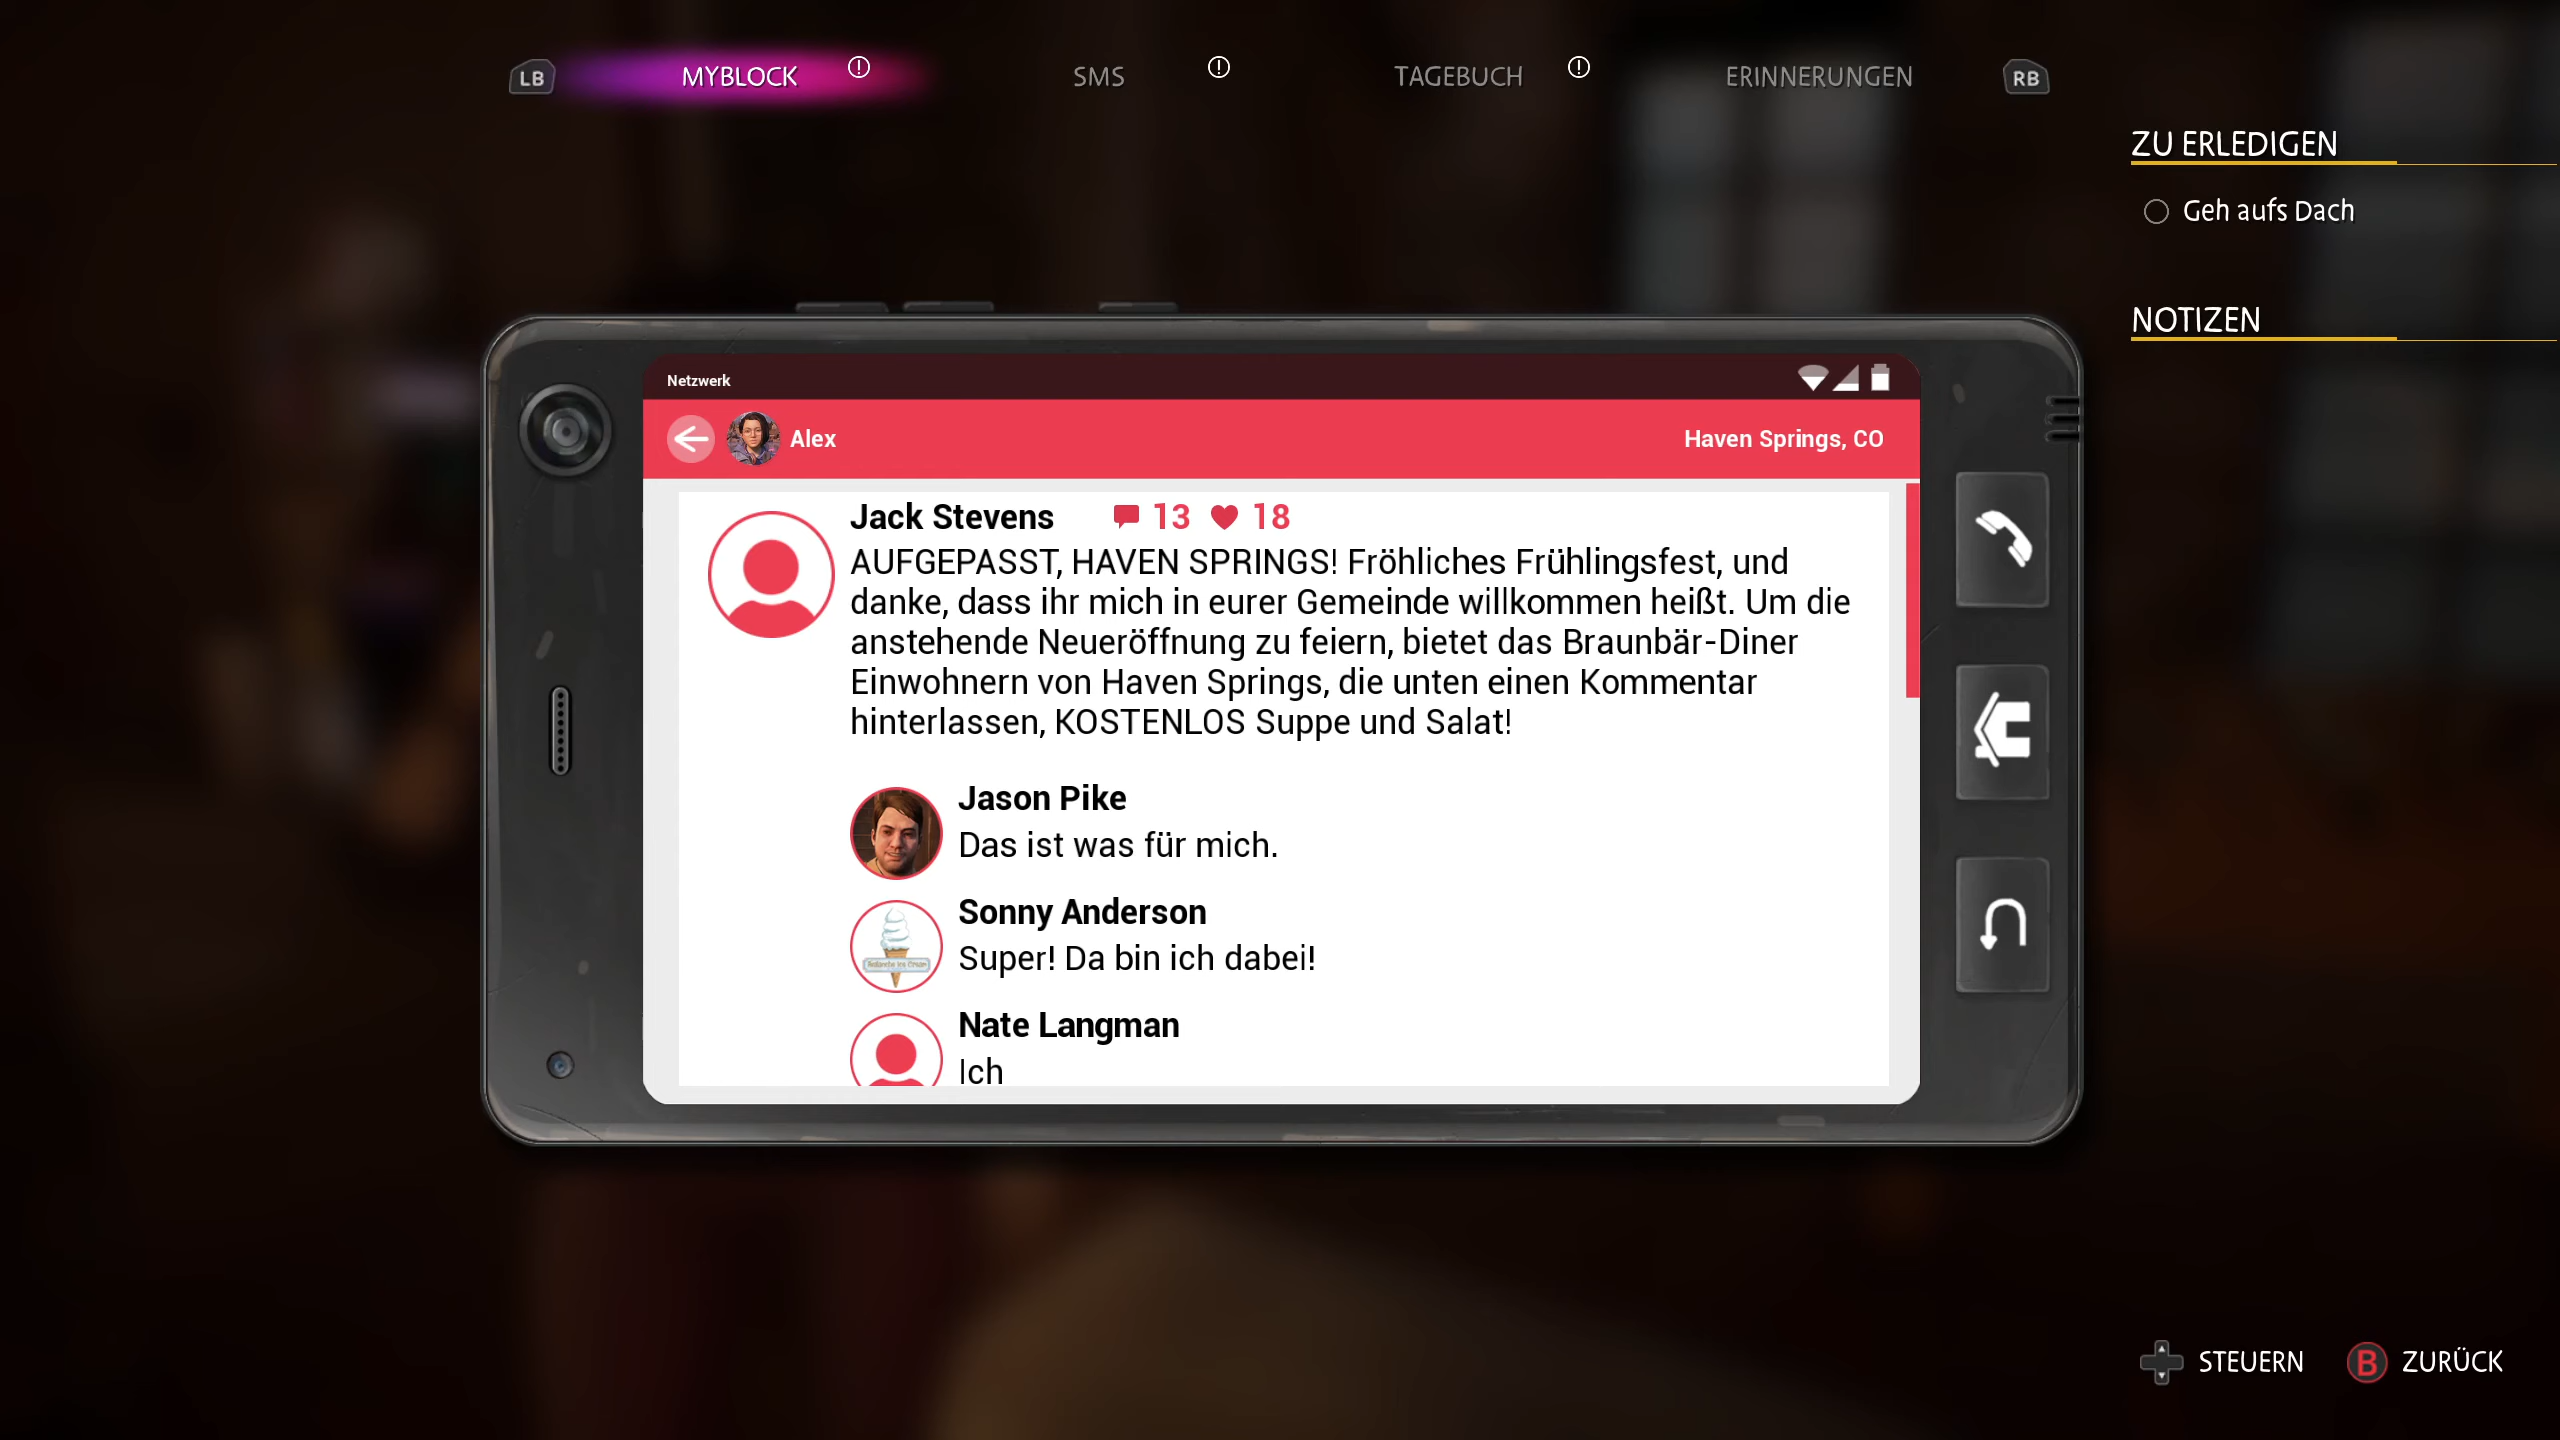 LB
MYBLOCK
SMS
TAGEBUCH
ERINNERUNGEN
RB
ZU ERLEDIGEN
Geh aufs Dach
NOTIZEN
Netzwerk
Alex
Haven Springs, CO
Jack Stevens 13 18
AUFGEPASST, HAVEN SPRINGS! Fröhliches Frühlingsfest, und
danke, dass ihr mich in eurer Gemeinde willkommen heißt. Um die
anstehende Neueröffnung zu feiern, bietet das Braunbär-Diner
Einwohnern von Haven Springs, die unten einen Kommentar
hinterlassen, KOSTENLOS Suppe und Salat!
Jason Pike
Das ist was für mich.
Sonny Anderson
Super! Da bin ich dabei!
Nate Langman
Ich
STEUERN
B ZURÜCK